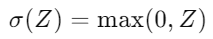 σ(Z) = max(0, Z)